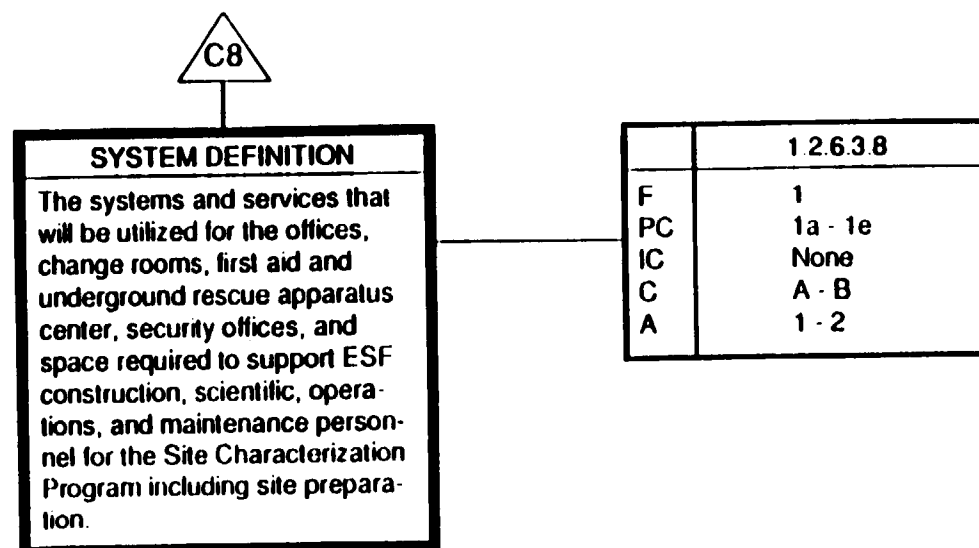 C8
SYSTEM DEFINITION
The systems and services that
will be utilized for the offices,
change rooms, first aid and
underground rescue apparatus
center, security offices, and
space required to support ESF
construction, scientific, opera-
tions, and maintenance person-
nel for the Site Characterization
Program including site prepara-
tion.
1.2.6.3.8
F 1
PC 1a - 1e
IC None
C A - B
A 1 - 2